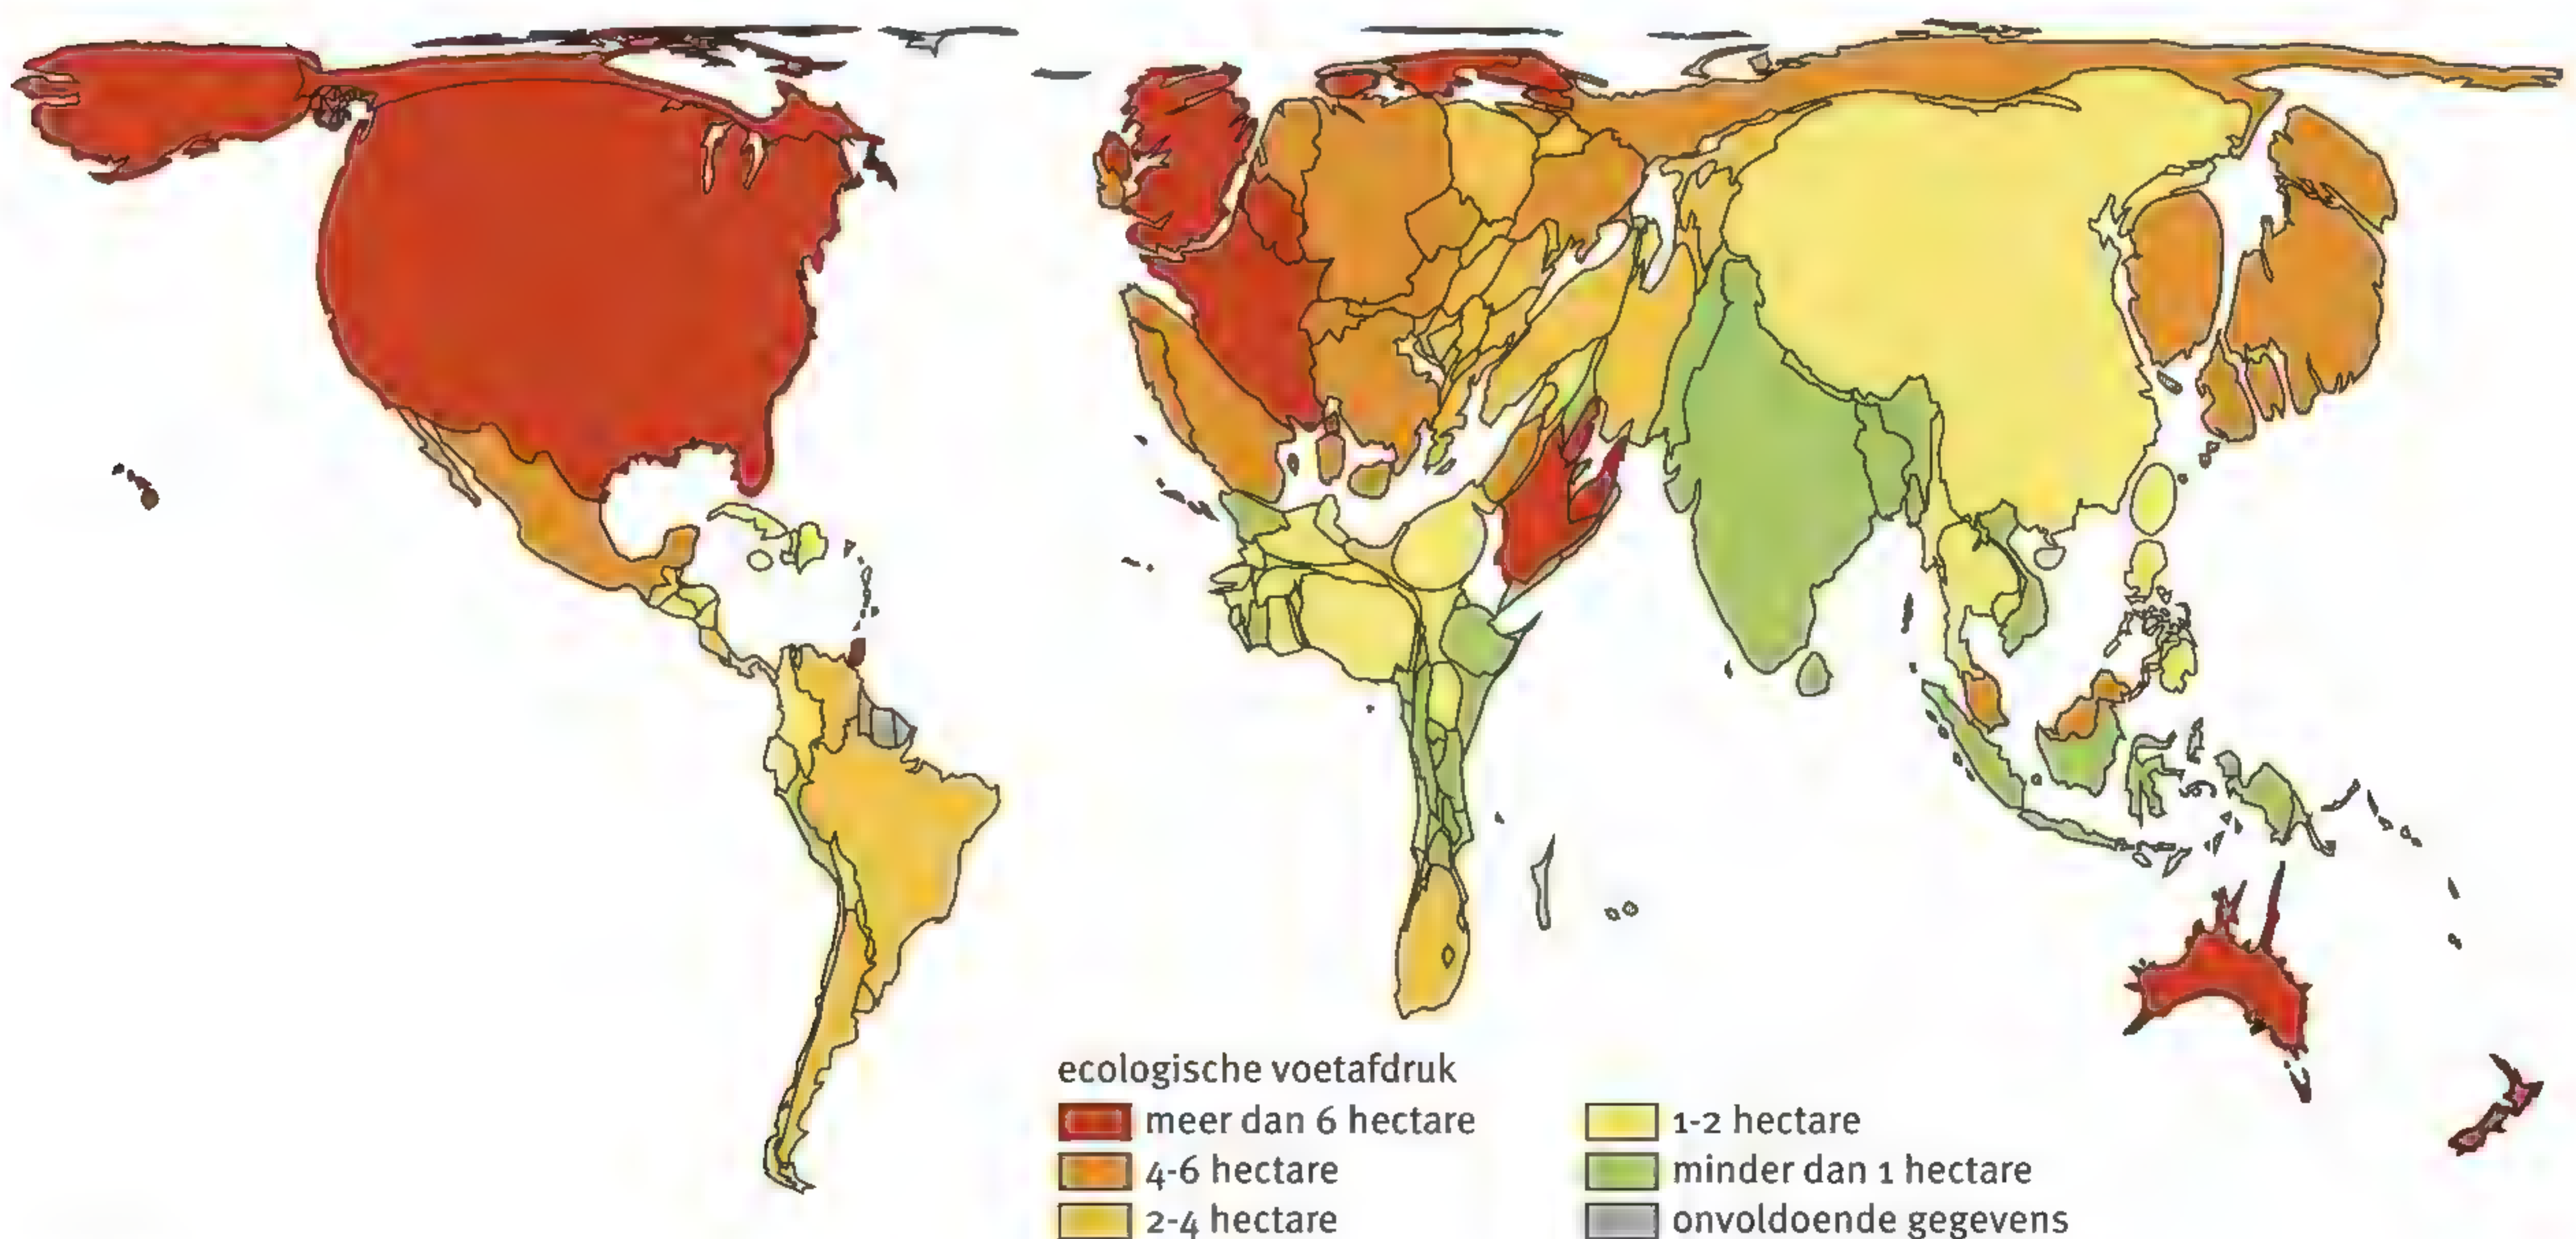 ecologische voetafdruk
meer dan 6 hectare
4-6 hectare
2-4 hectare
1-2 hectare
minder dan 1 hectare
onvoldoende gegevens